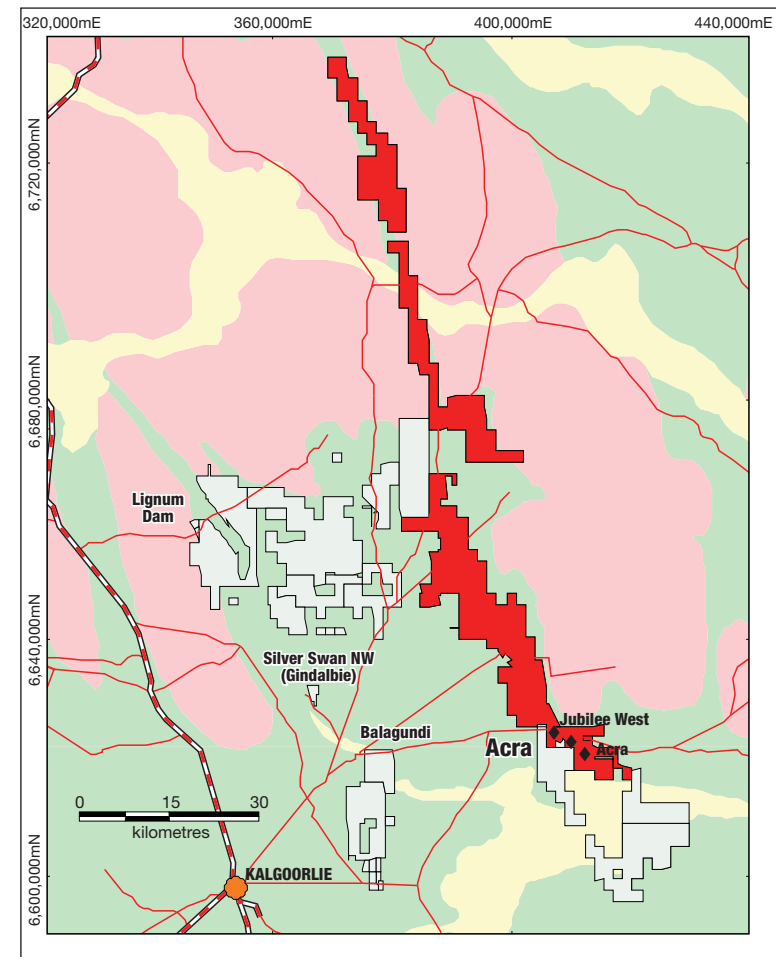 320,000mE
360,000mE
400,000mE
440,000mE
6,720,000mN
6,680,000mN
6,640,000mN
6,600,000mN
Lignum
Dam
Silver Swan NW
(Gindalbie)
Balagundi
Jubilee West
Acra
Acra
0 15 30
kilometres
KALGOORLIE